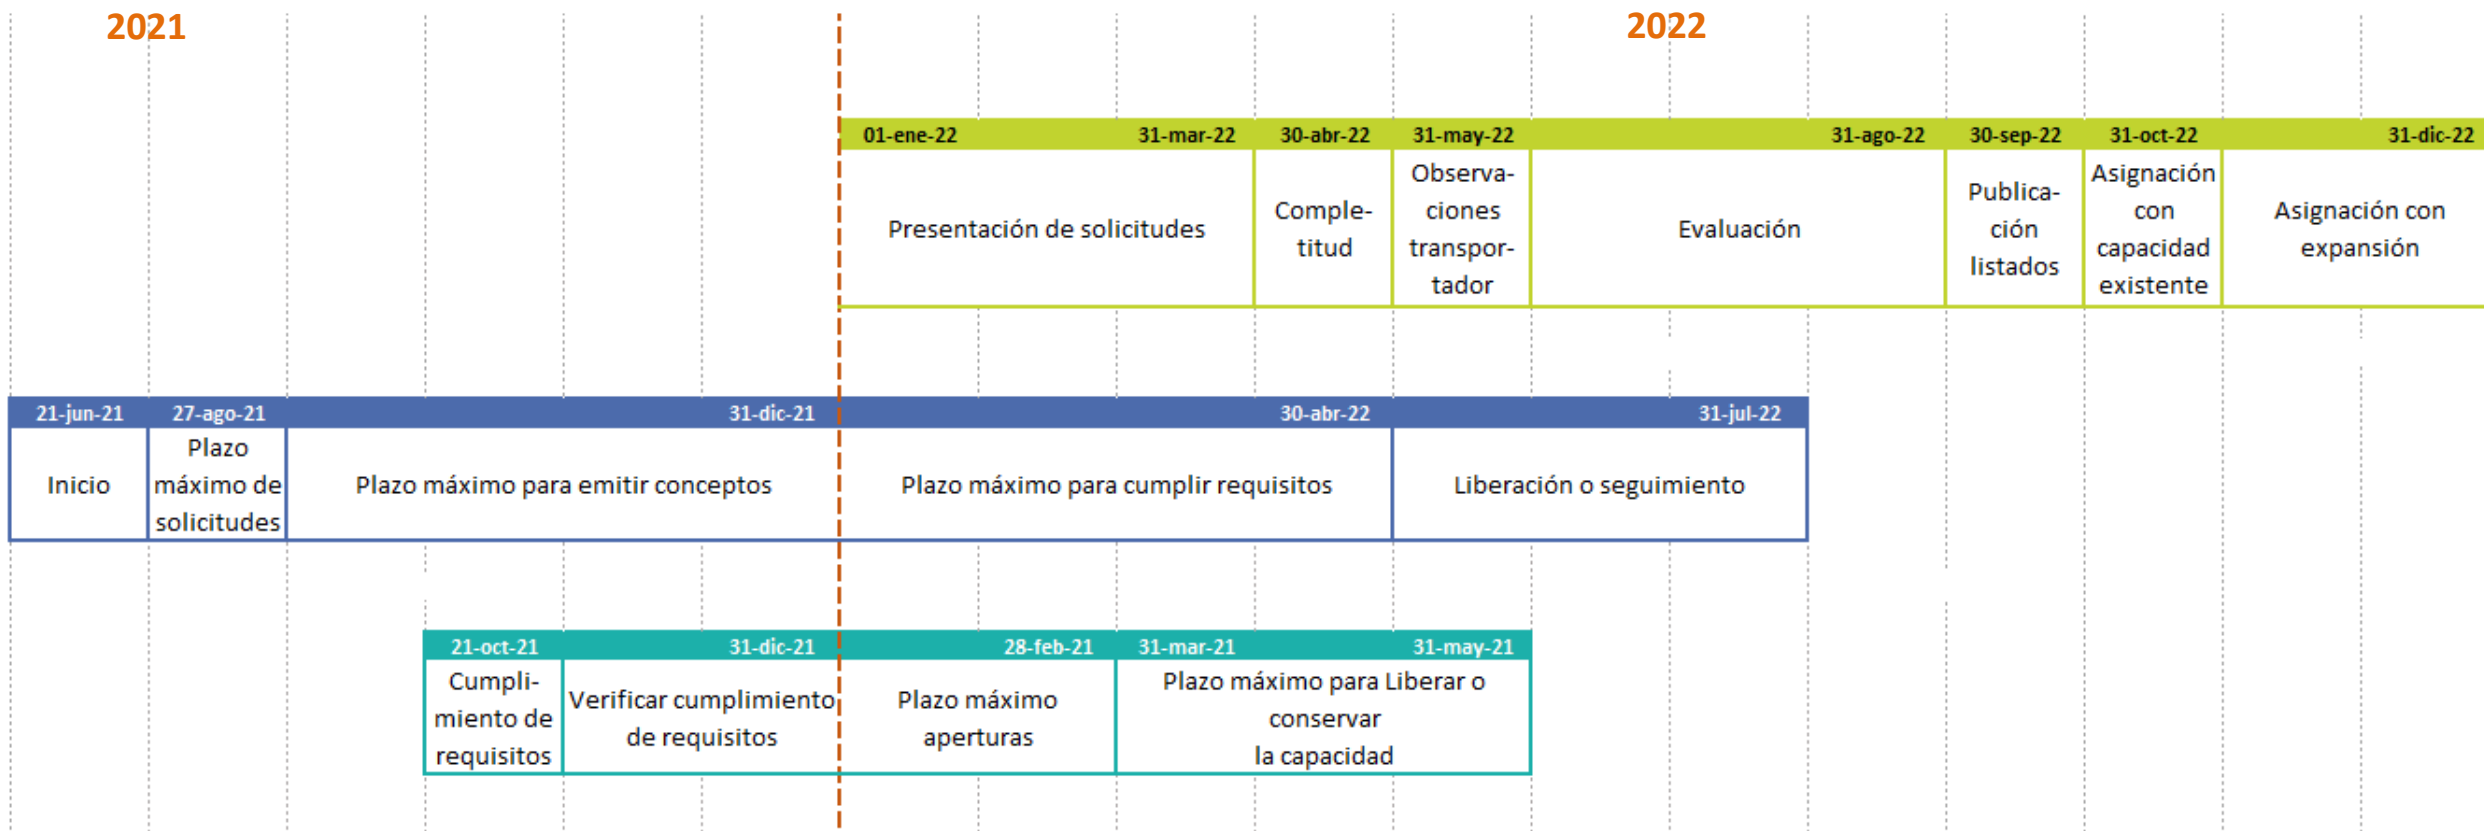 2021
2022
01-ene-22
31-mar-22
30-abr-22
31-may-22
31-ago-22
30-sep-22
31-oct-22
31-dic-22
Presentación de solicitudes
Comple-
titud
Observa-
ciones
transpor-
tador
Evaluación
Publica-
ción
listados
Asignación
con
capacidad
existente
Asignación con
expansión
21-jun-21
27-ago-21
31-dic-21
30-abr-22
31-jul-22
Inicio
Plazo
máximo de
solicitudes
Plazo máximo para emitir conceptos
Plazo máximo para cumplir requisitos
Liberación o seguimiento
21-oct-21
31-dic-21
28-feb-21
31-mar-21
31-may-21
Cumpli-
miento de
requisitos
Verificar cumplimiento
de requisitos
Plazo máximo
aperturas
Plazo máximo para Liberar o
conservar
la capacidad